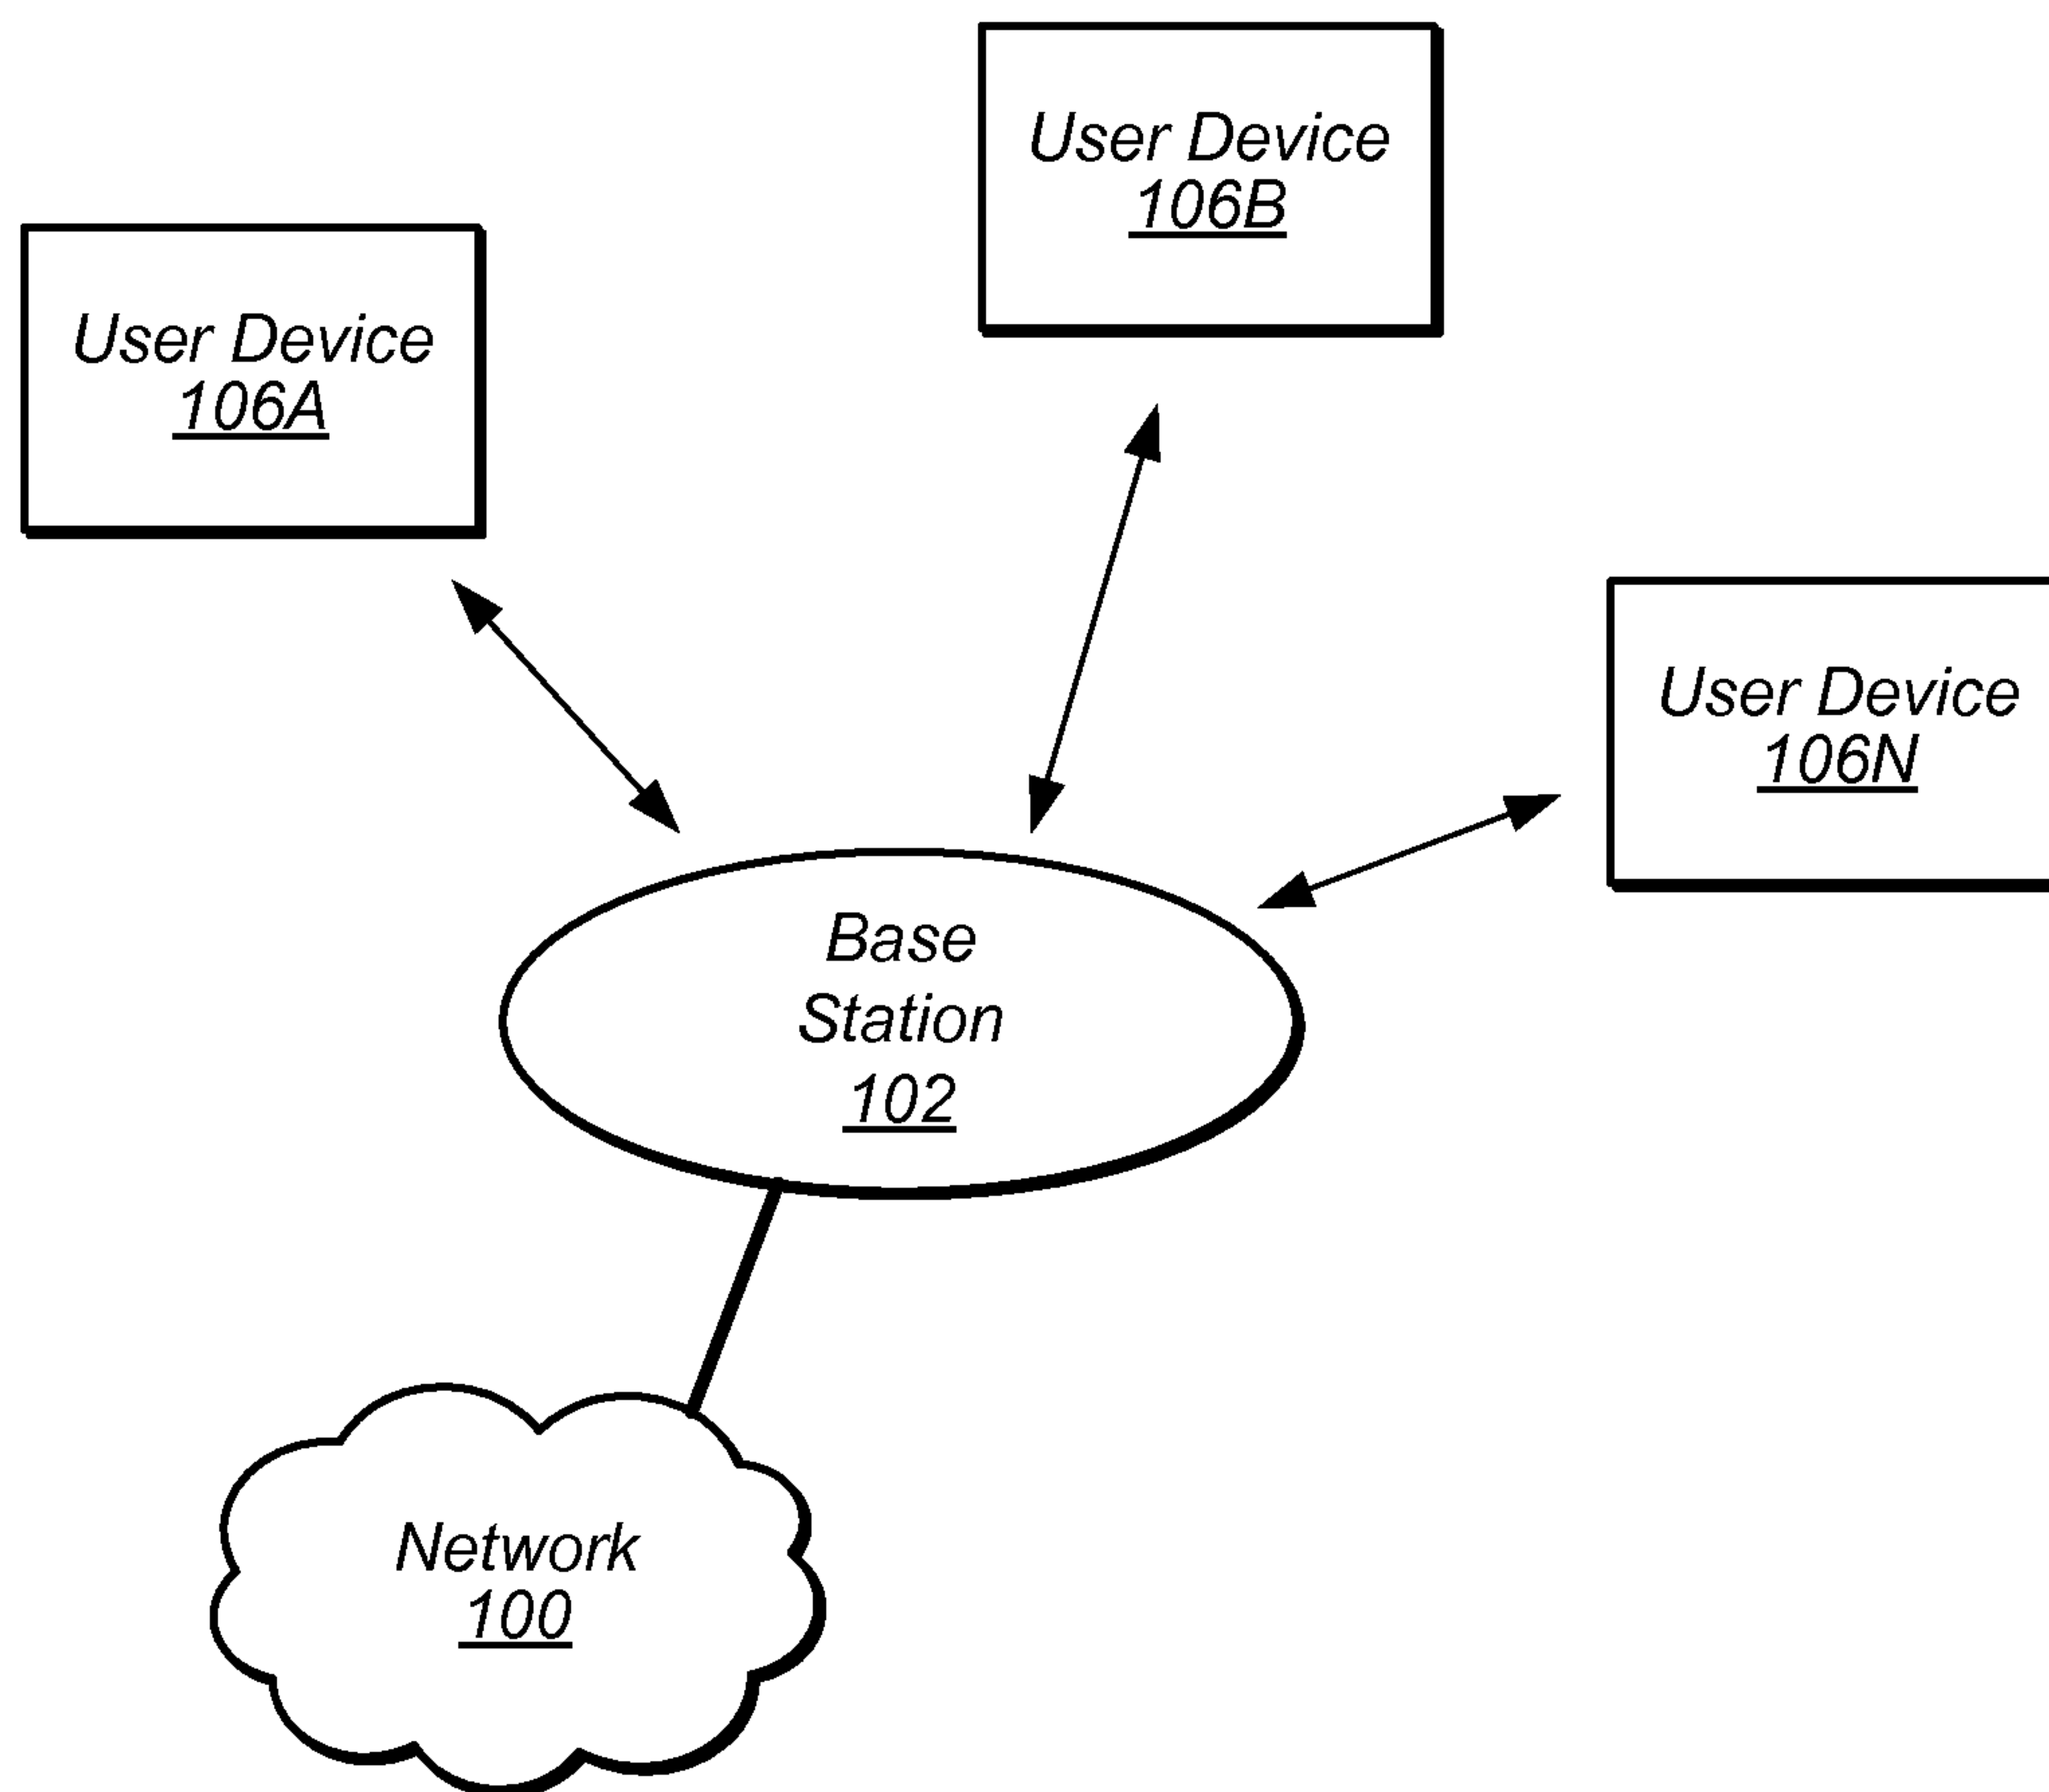 User Device
106B
User Device
106A
User Device
106N
Base
Station
102
Network
100